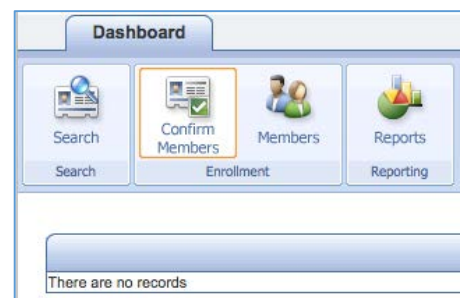 Dashboard
Search
Confirm
Members
Members
Reports
Search
Enrollment
Reporting
There are no records